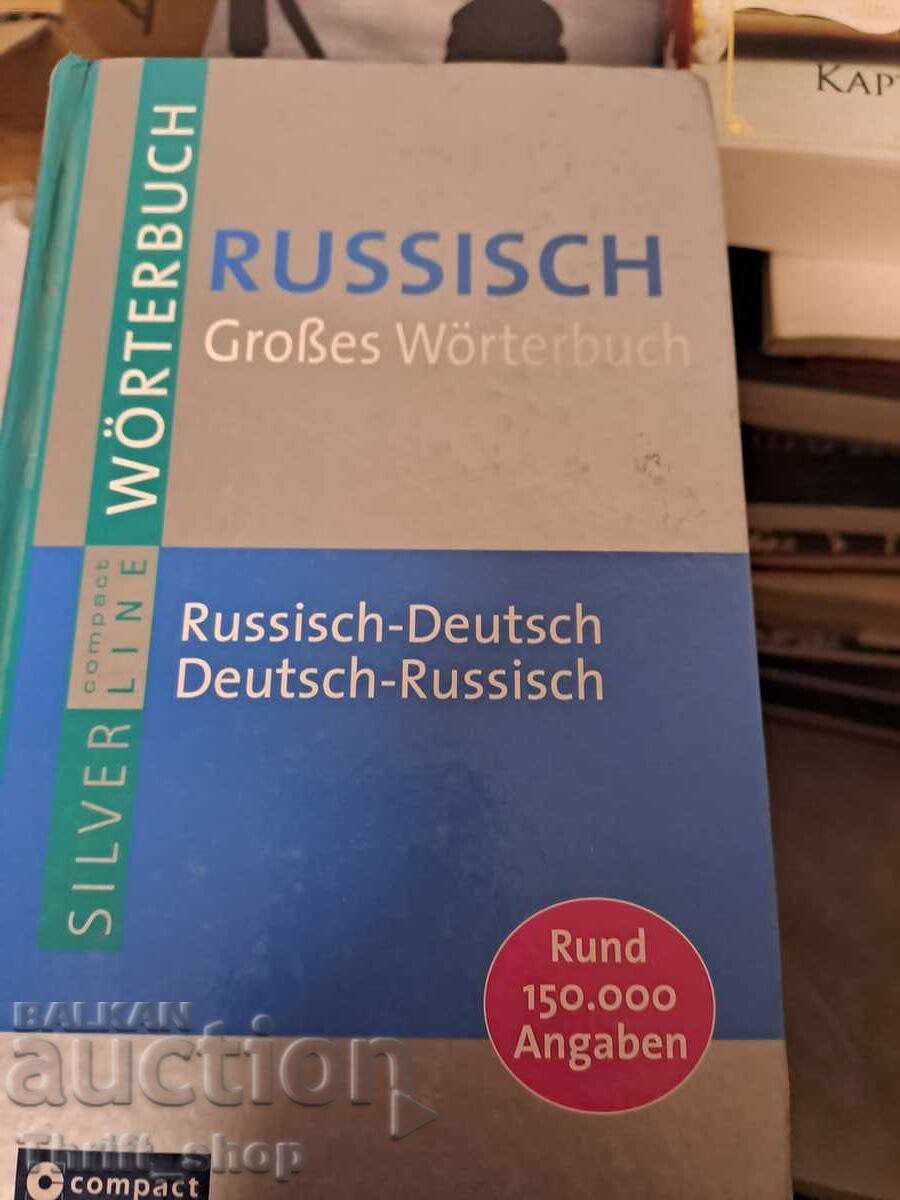 RUSSISCH
Großes Wörterbuch
Russisch-Deutsch
Deutsch-Russisch
Rund
150.000
Angaben
SILVER
compact
LINE
WÖRTERBUCH
compact
BALKAN
auction
Thrift_shop